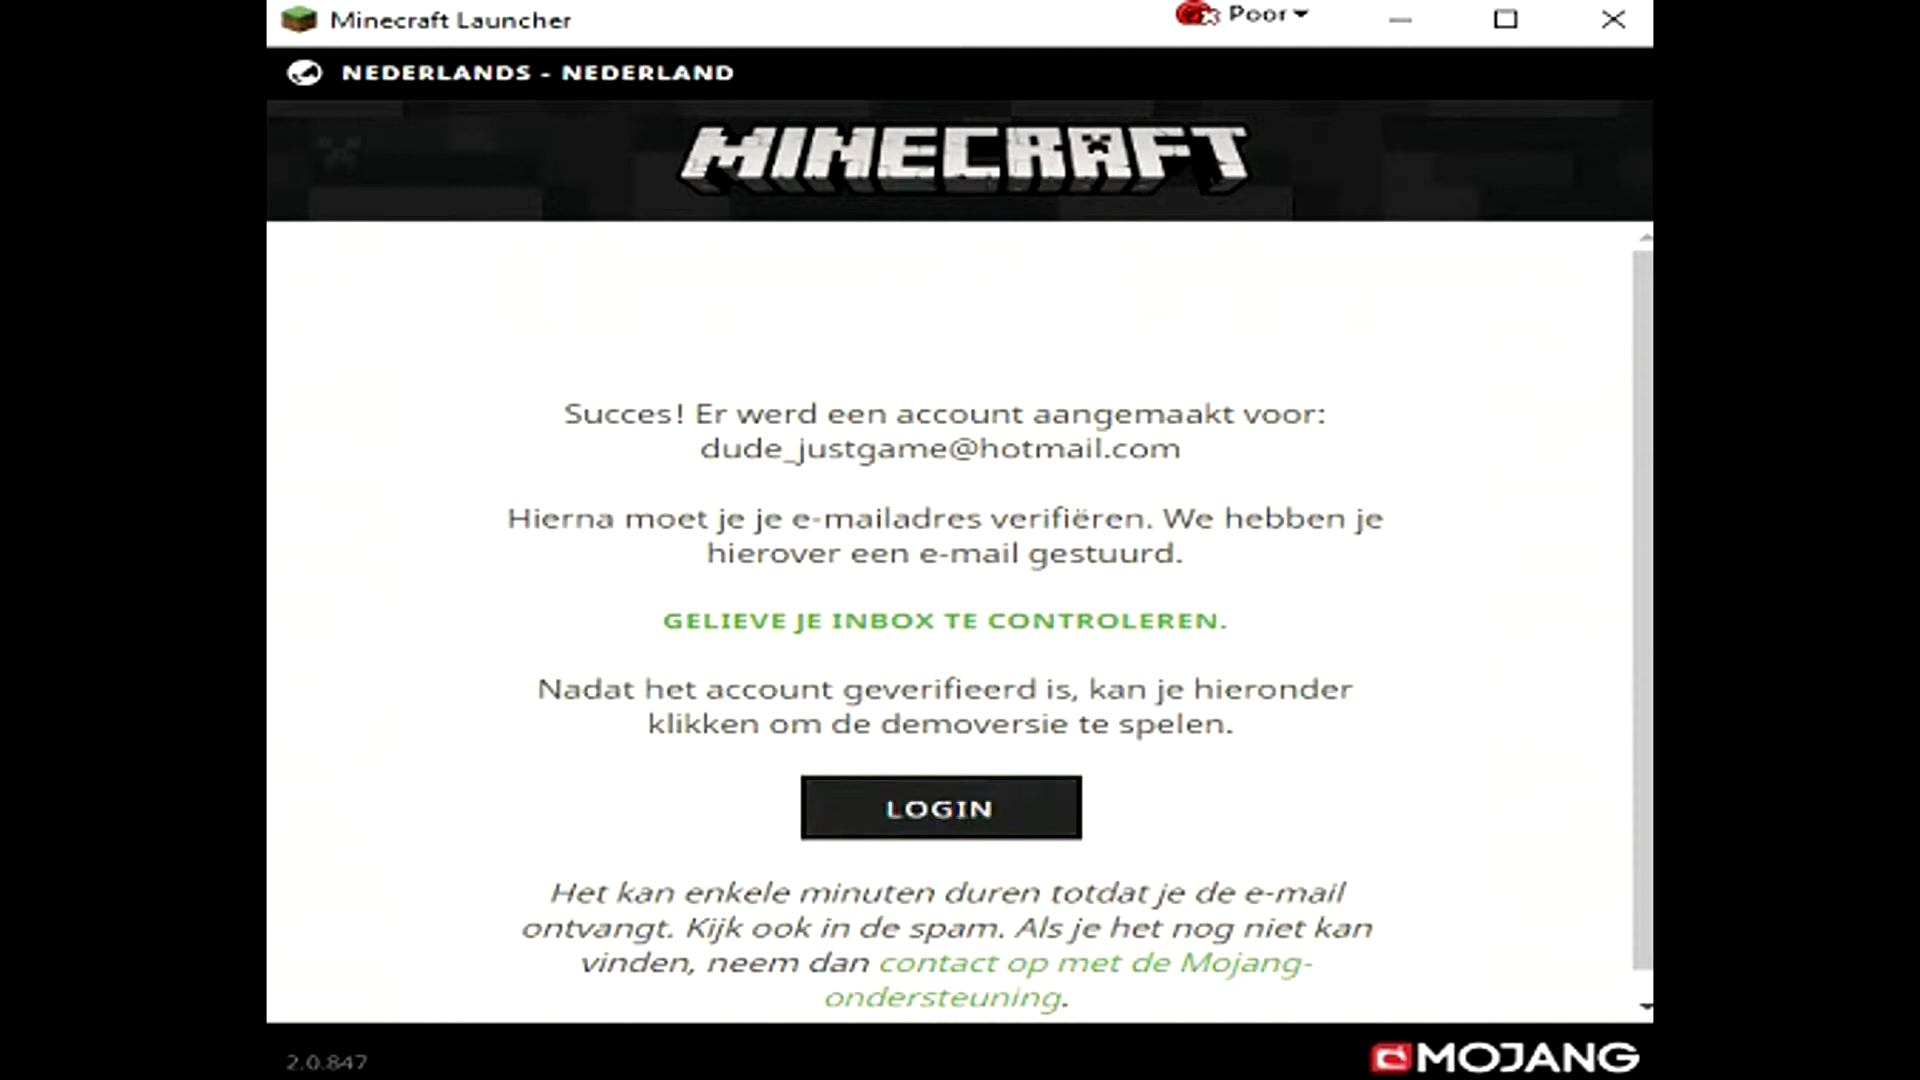 Minecraft Launcher
Poor
NEDERLANDS - NEDERLAND
MINECRAFT
Succes! Er werd een account aangemaakt voor:
dude_justgame@hotmail.com
Hierna moet je je e-mailadres verifiëren. We hebben je
hierover een e-mail gestuurd.
GELIEVE JE INBOX TE CONTROLEREN.
Nadat het account geverifieerd is, kan je hieronder
klikken om de demoversie te spelen.
LOGIN
Het kan enkele minuten duren totdat je de e-mail
ontvangt. Kijk ook in de spam. Als je het nog niet kan
vinden, neem dan contact op met de Mojang-
ondersteuning.
2.0.847
MOJANG